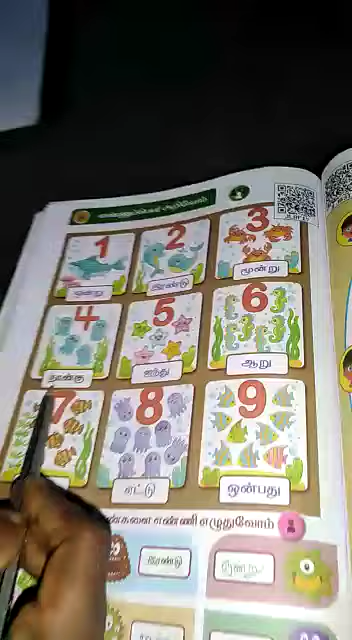 1 2 3
ஒன்று இரண்டு மூன்று
4 5 6
நான்கு ஐந்து ஆறு
7 8 9
எட்டு ஒன்பது
எண்ணி எழுதுவோம்
இரண்டு மூன்று